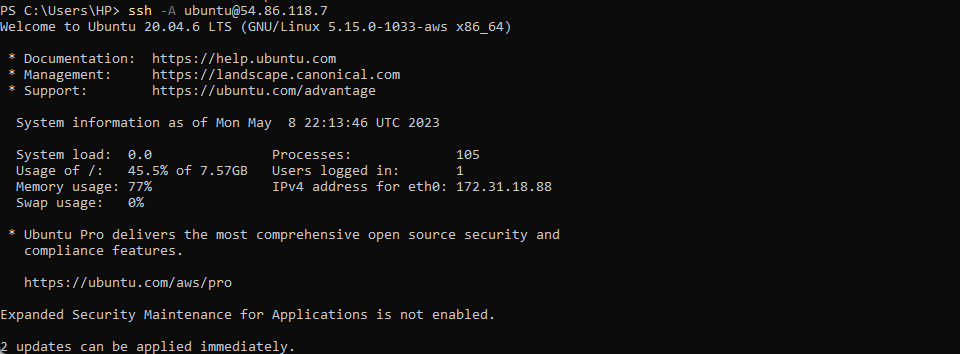 PS C:\Users\HP> ssh -A ubuntu@54.86.118.7
Welcome to Ubuntu 20.04.6 LTS (GNU/Linux 5.15.0-1033-aws x86_64)
* Documentation:  https://help.ubuntu.com
* Management:     https://landscape.canonical.com
* Support:        https://ubuntu.com/advantage
System information as of Mon May  8 22:13:46 UTC 2023
System load:  0.0               Processes:             105
Usage of /:   45.5% of 7.57GB   Users logged in:       1
Memory usage: 77%               IPv4 address for eth0: 172.31.18.88
Swap usage:   0%
* Ubuntu Pro delivers the most comprehensive open source security and
compliance features.
https://ubuntu.com/aws/pro
Expanded Security Maintenance for Applications is not enabled.
2 updates can be applied immediately.